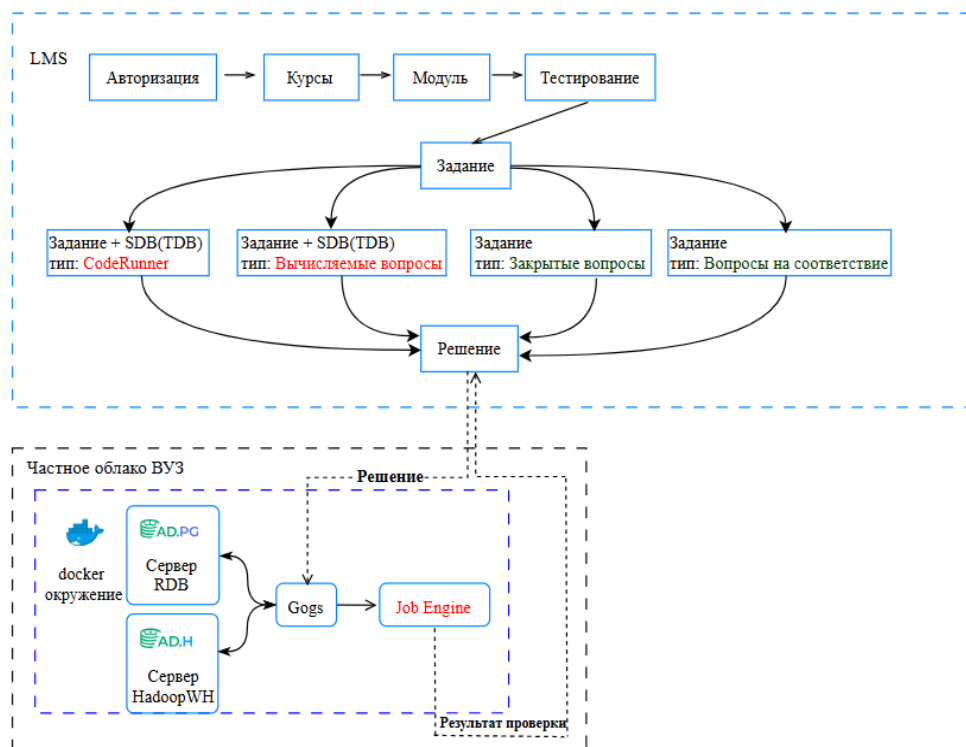 LMS
Авторизация
Курсы
Модуль
Тестирование
Задание
Задание + SDB(TDB)
тип: CodeRunner
Задание + SDB(TDB)
тип: Вычисляемые вопросы
Задание
тип: Закрытые вопросы
Задание
тип: Вопросы на соответствие
Решение
Частное облако ВУЗ
Решение
docker
окружение
AD.PG
Сервер
RDB
Gogs
Job Engine
AD.H
Сервер
HadoopWH
Результат проверки